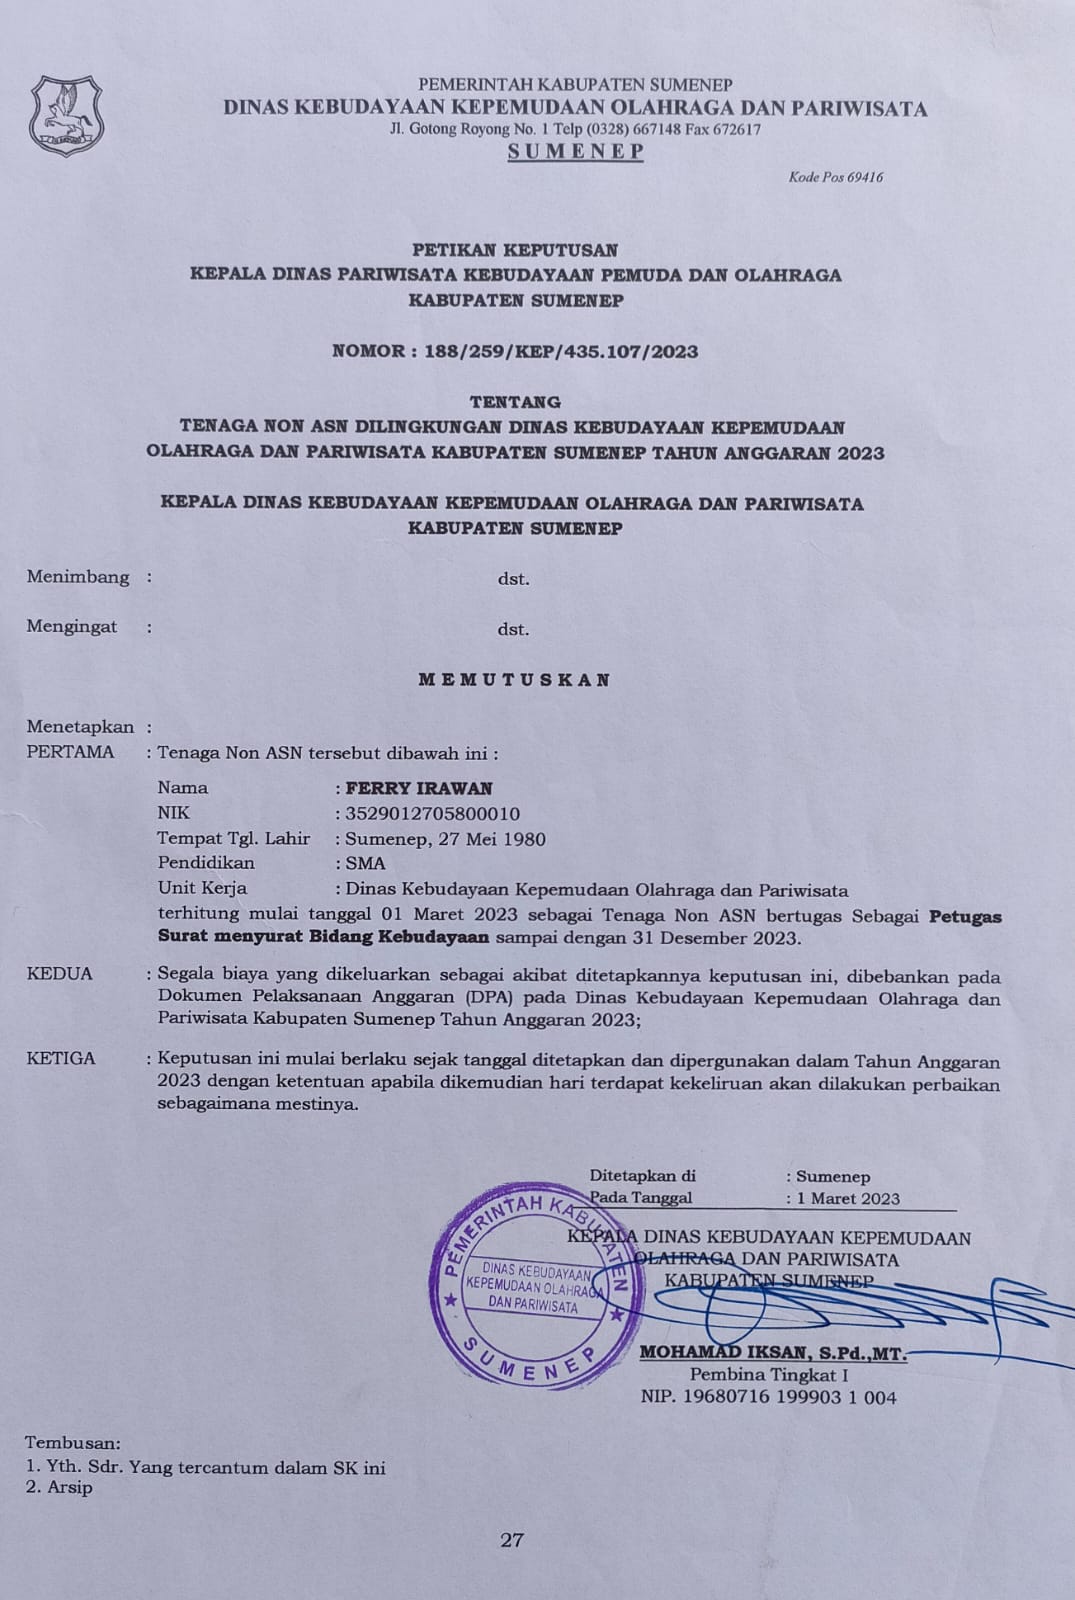 PEMERINTAH KABUPATEN SUMENEP
DINAS KEBUDAYAAN KEPEMUDAAN OLAHRAGA DAN PARIWISATA
Jl. Gotong Royong No. 1 Telp (0328) 667148 Fax 672617
SUMENEP
Kode Pos 69416
PETIKAN KEPUTUSAN
KEPALA DINAS PARIWISATA KEBUDAYAAN PEMUDA DAN OLAHRAGA
KABUPATEN SUMENEP
NOMOR : 188/259/KEP/435.107/2023
TENTANG
TENAGA NON ASN DILINGKUNGAN DINAS KEBUDAYAAN KEPEMUDAAN
OLAHRAGA DAN PARIWISATA KABUPATEN SUMENEP TAHUN ANGGARAN 2023
KEPALA DINAS KEBUDAYAAN KEPEMUDAAN OLAHRAGA DAN PARIWISATA
KABUPATEN SUMENEP
Menimbang : dst.
Mengingat : dst.
MEMUTUSKAN
Menetapkan :
PERTAMA : Tenaga Non ASN tersebut dibawah ini :
Nama : FERRY IRAWAN
NIK : 3529012705800010
Tempat Tgl. Lahir : Sumenep, 27 Mei 1980
Pendidikan : SMA
Unit Kerja : Dinas Kebudayaan Kepemudaan Olahraga dan Pariwisata
terhitung mulai tanggal 01 Maret 2023 sebagai Tenaga Non ASN bertugas Sebagai Petugas
Surat menyurat Bidang Kebudayaan sampai dengan 31 Desember 2023.
KEDUA : Segala biaya yang dikeluarkan sebagai akibat ditetapkannya keputusan ini, dibebankan pada
Dokumen Pelaksanaan Anggaran (DPA) pada Dinas Kebudayaan Kepemudaan Olahraga dan
Pariwisata Kabupaten Sumenep Tahun Anggaran 2023;
KETIGA : Keputusan ini mulai berlaku sejak tanggal ditetapkan dan dipergunakan dalam Tahun Anggaran
2023 dengan ketentuan apabila dikemudian hari terdapat kekeliruan akan dilakukan perbaikan
sebagaimana mestinya.
Ditetapkan di : Sumenep
Pada Tanggal : 1 Maret 2023
KEPALA DINAS KEBUDAYAAN KEPEMUDAAN
OLAHRAGA DAN PARIWISATA
KABUPATEN SUMENEP
PEMERINTAH KABUPATEN
DINAS KEBUDAYAAN
KEPEMUDAAN OLAHRAGA
DAN PARIWISATA
SUMENEP
MOHAMAD IKSAN, S.Pd.,MT.
Pembina Tingkat I
NIP. 19680716 199903 1 004
Tembusan:
1. Yth. Sdr. Yang tercantum dalam SK ini
2. Arsip
27